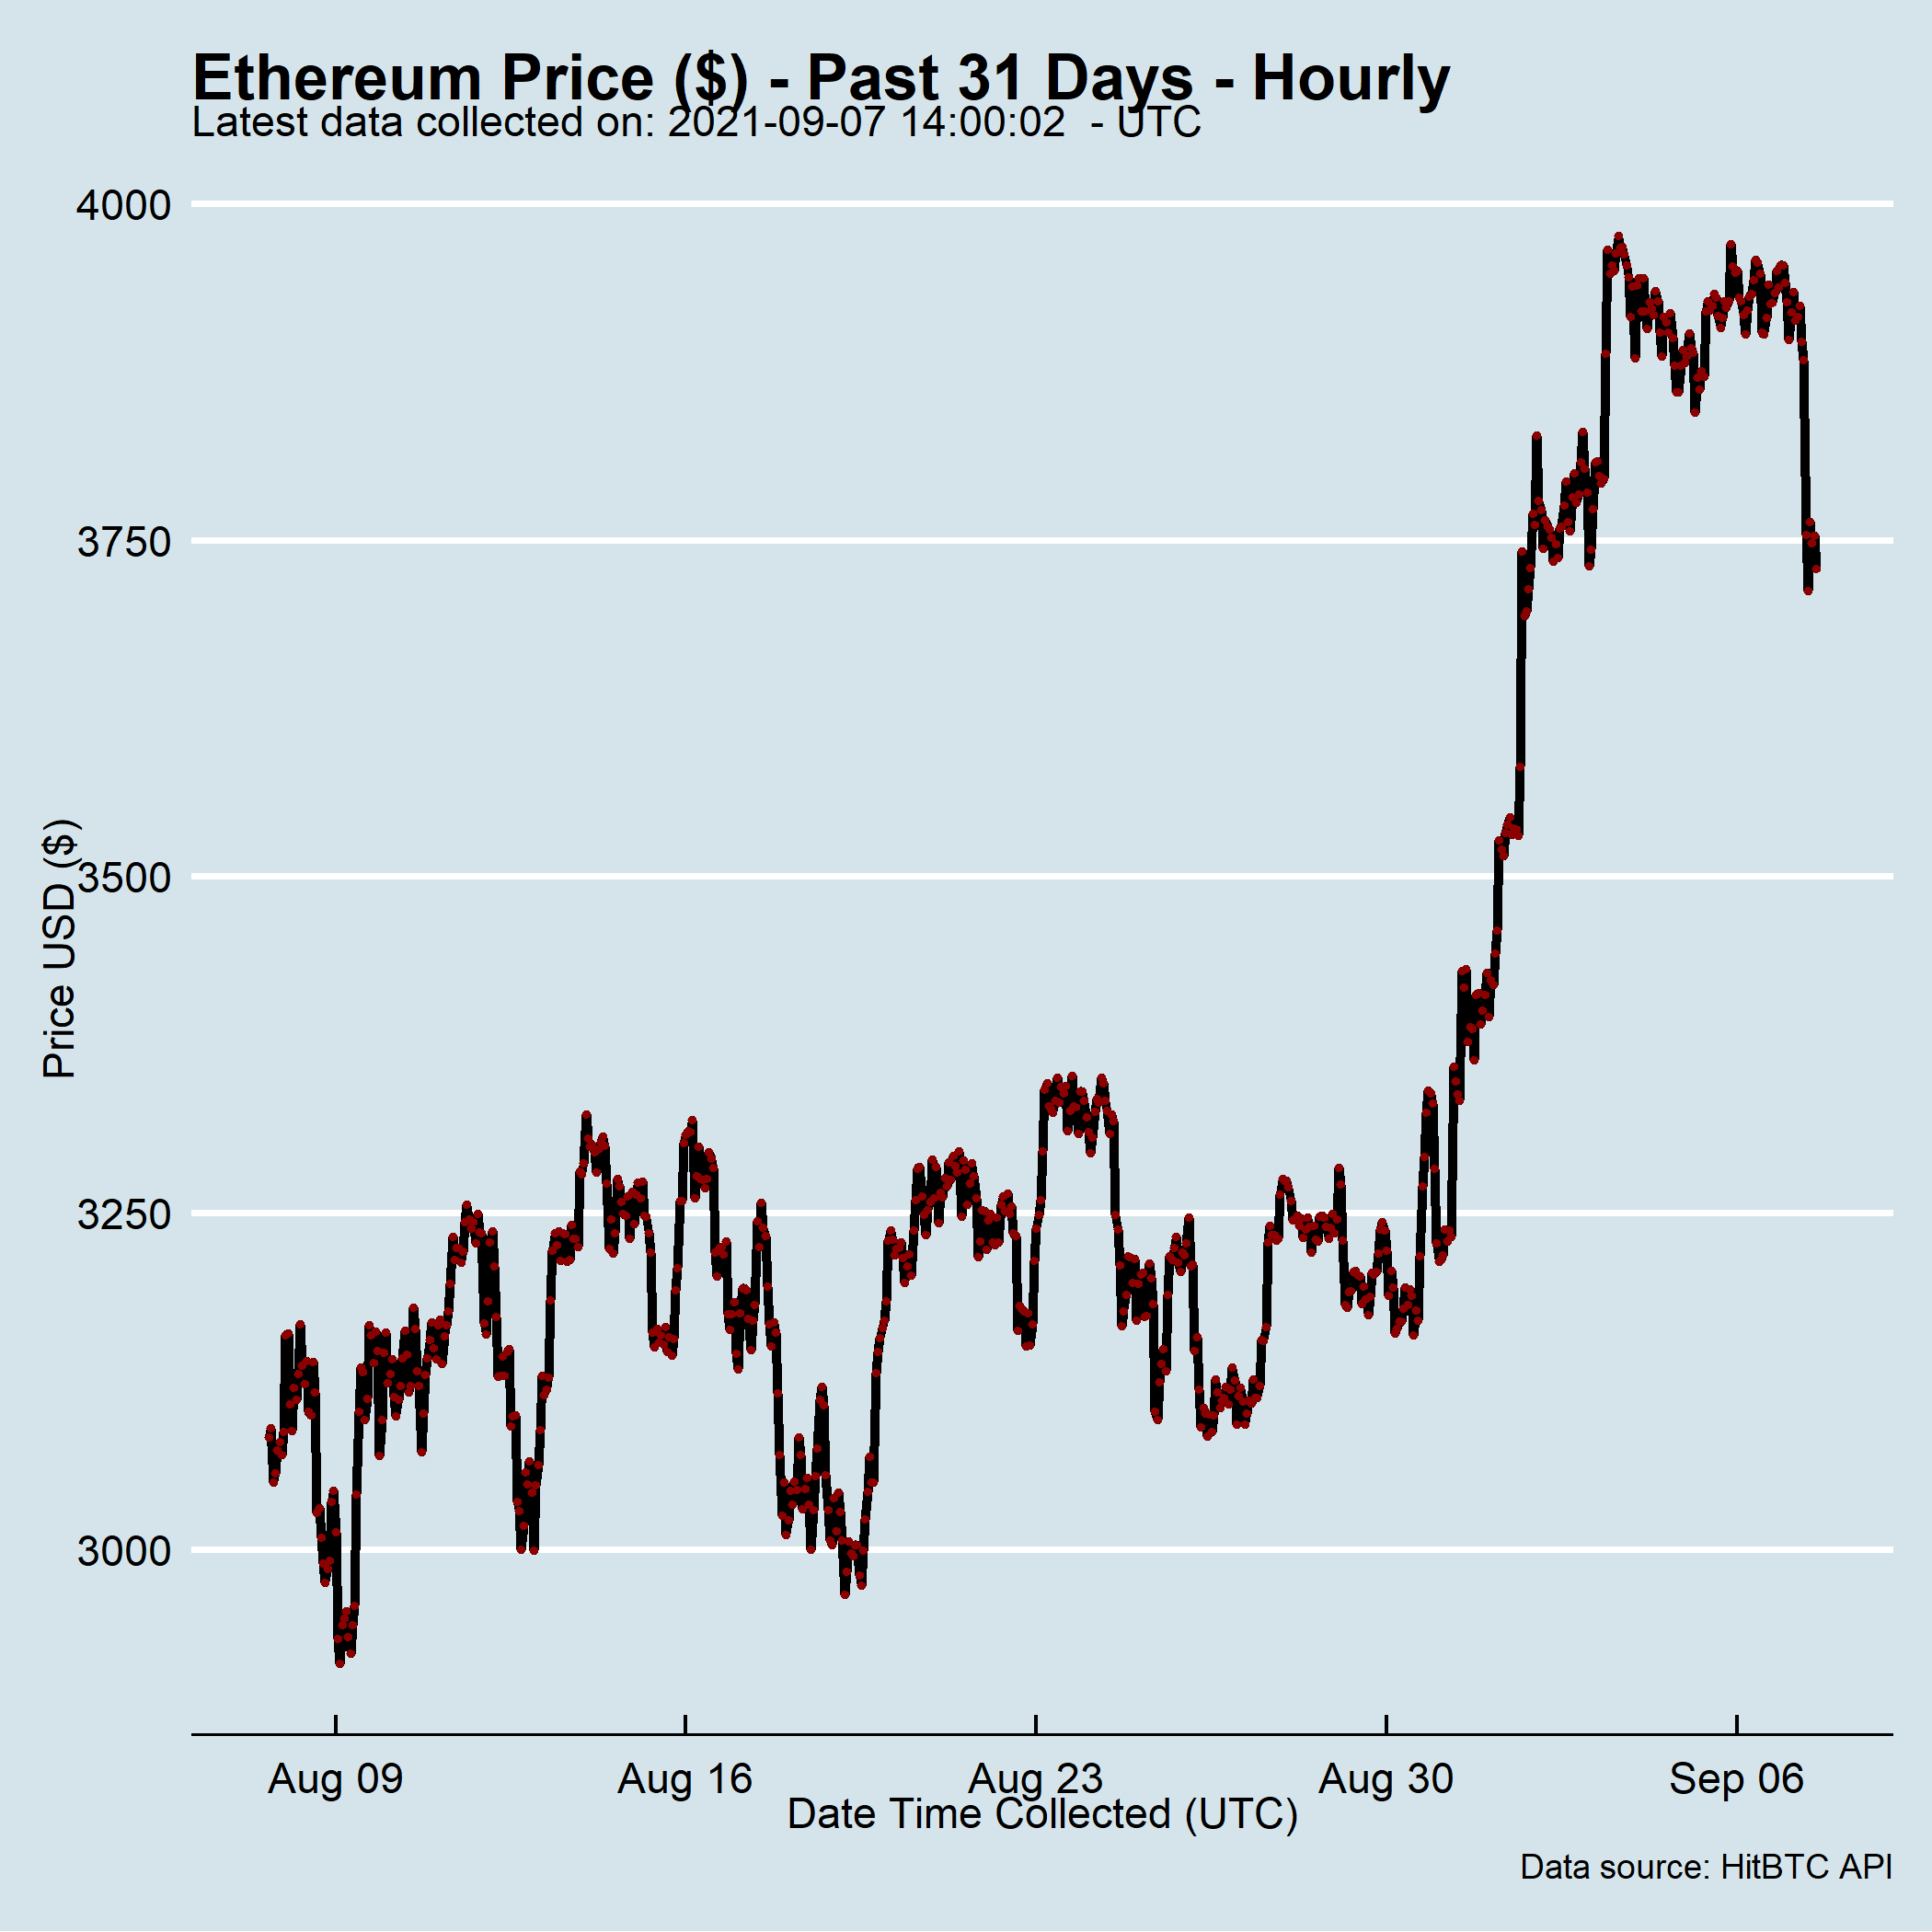 Ethereum Price ($) - Past 31 Days - Hourly
Latest data collected on: 2021-09-07 14:00:02  - UTC
4000
3750
3500
3250
3000
Price USD ($)
Aug 09 Aug 16 Aug 23 Aug 30 Sep 06
Date Time Collected (UTC)
Data source: HitBTC API